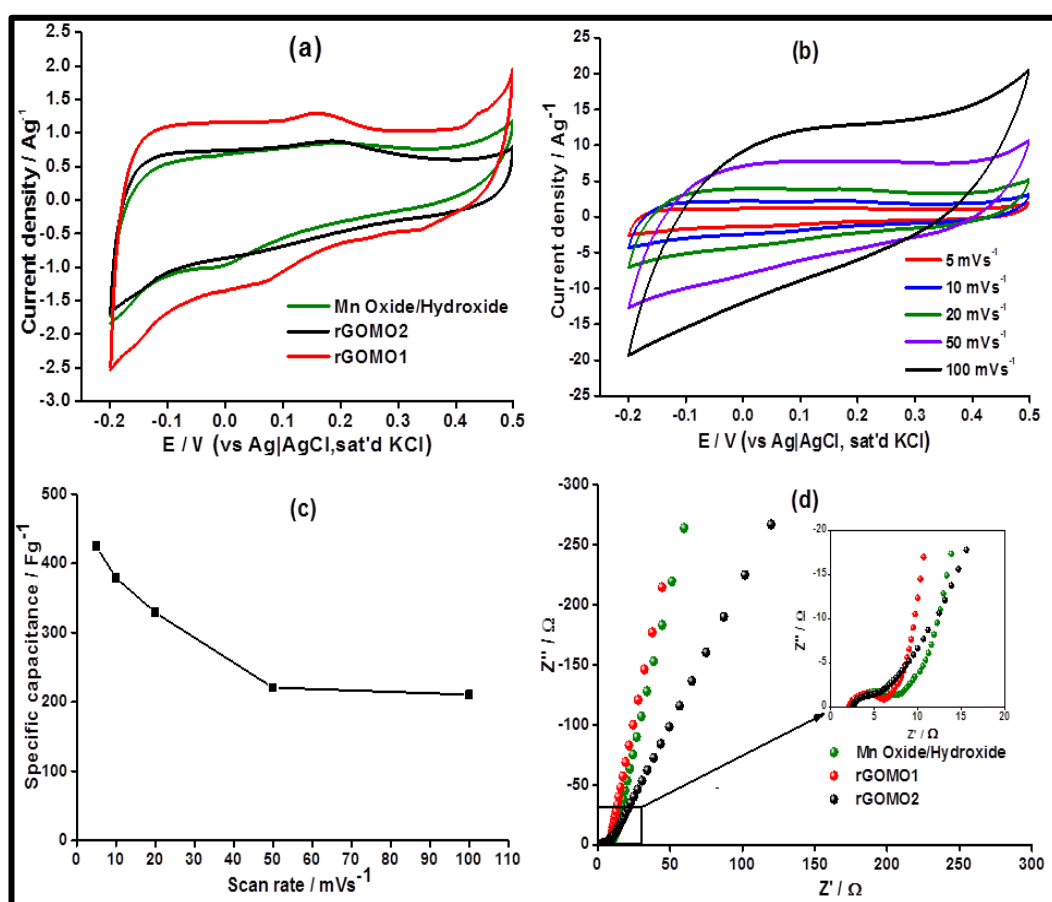 (a)
Current density / Ag-1
2.5
2.0
1.5
1.0
0.5
0.0
-0.5
-1.0
-1.5
-2.0
-2.5
-3.0
Mn Oxide/Hydroxide
rGOMO2
rGOMO1
-0.2 -0.1 0.0 0.1 0.2 0.3 0.4 0.5
E / V (vs Ag|AgCl,sat'd KCl)
(b)
Current density / Ag-1
25
20
15
10
5
0
-5
-10
-15
-20
-25
5 mVs-1
10 mVs-1
20 mVs-1
50 mVs-1
100 mVs-1
-0.2 -0.1 0.0 0.1 0.2 0.3 0.4 0.5
E / V (vs Ag|AgCl, sat'd KCl)
(c)
Specific capacitance / Fg-1
500
400
300
200
100
0
0 10 20 30 40 50 60 70 80 90 100 110
Scan rate / mVs-1
(d)
Z'' / Ω
-300
-250
-200
-150
-100
-50
0
0 50 100 150 200 250 300
Z' / Ω
Z'' / Ω
-20
-15
-10
-5
0
0 5 10 15 20
Z' / Ω
Mn Oxide/Hydroxide
rGOMO1
rGOMO2